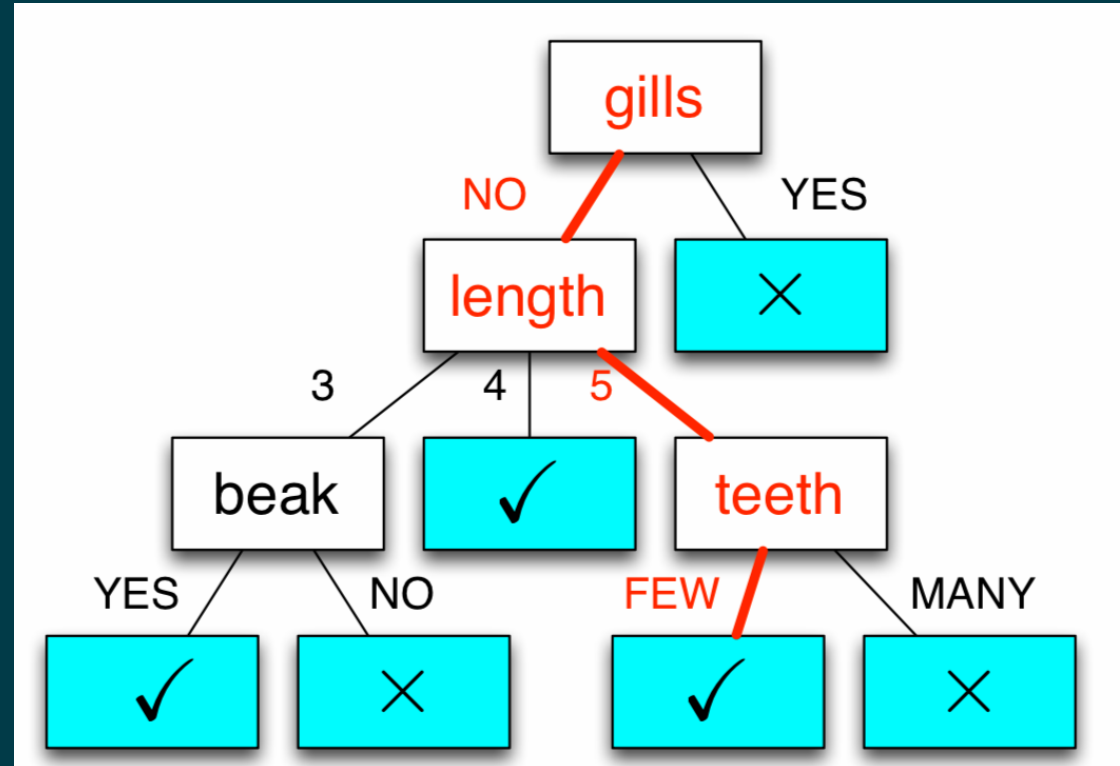 gills
NO YES
length
3 4 5
beak teeth
YES NO FEW MANY